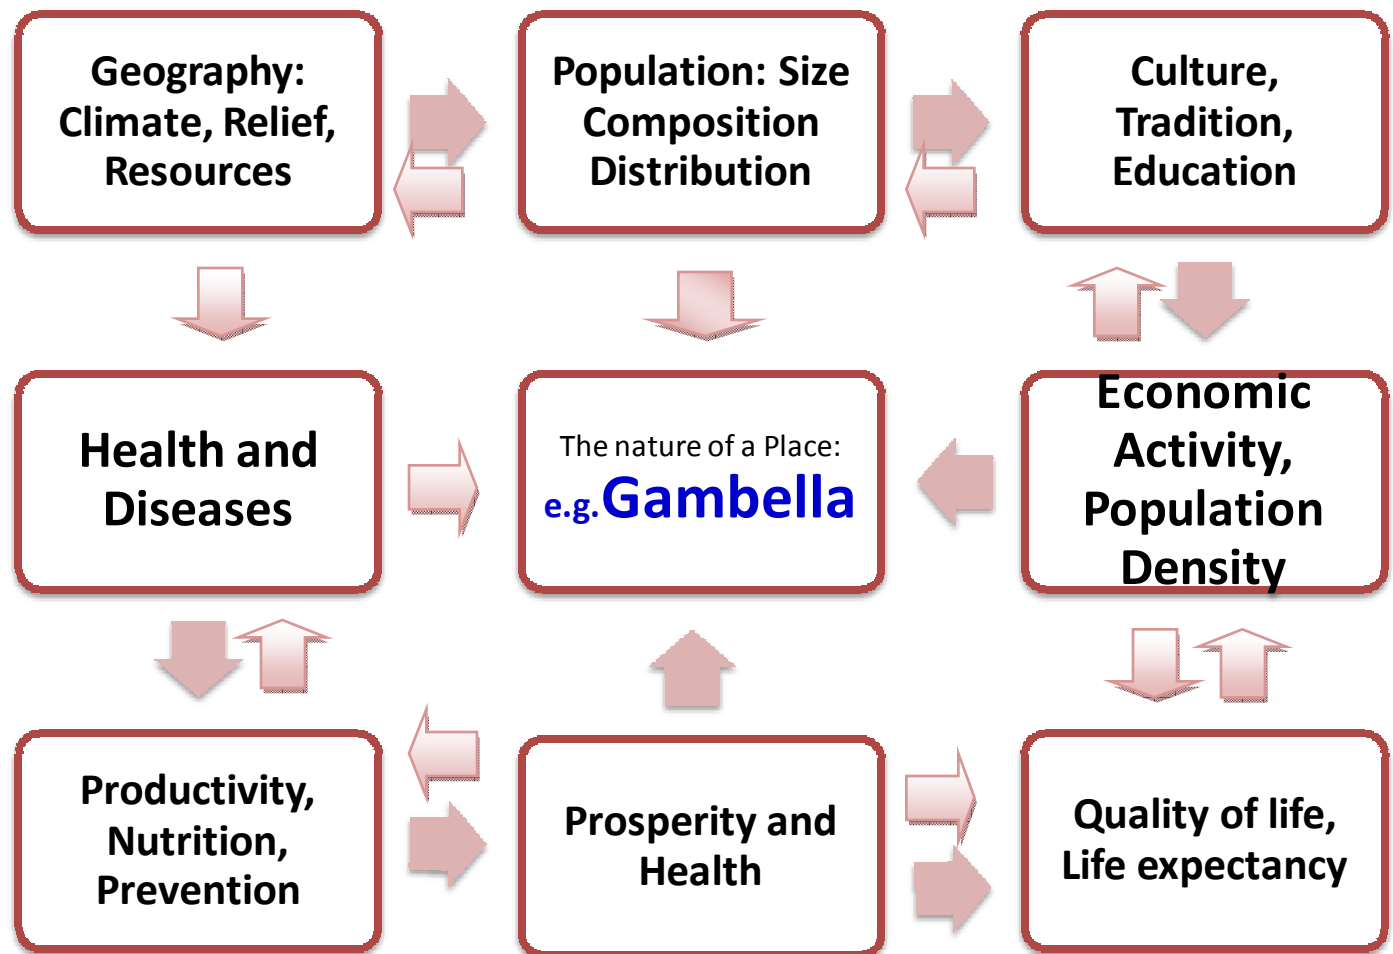 Geography:
Climate, Relief,
Resources
Population: Size
Composition
Distribution
Culture,
Tradition,
Education
Health and
Diseases
The nature of a Place:
e.g.Gambella
Economic
Activity,
Population
Density
Productivity,
Nutrition,
Prevention
Prosperity and
Health
Quality of life,
Life expectancy